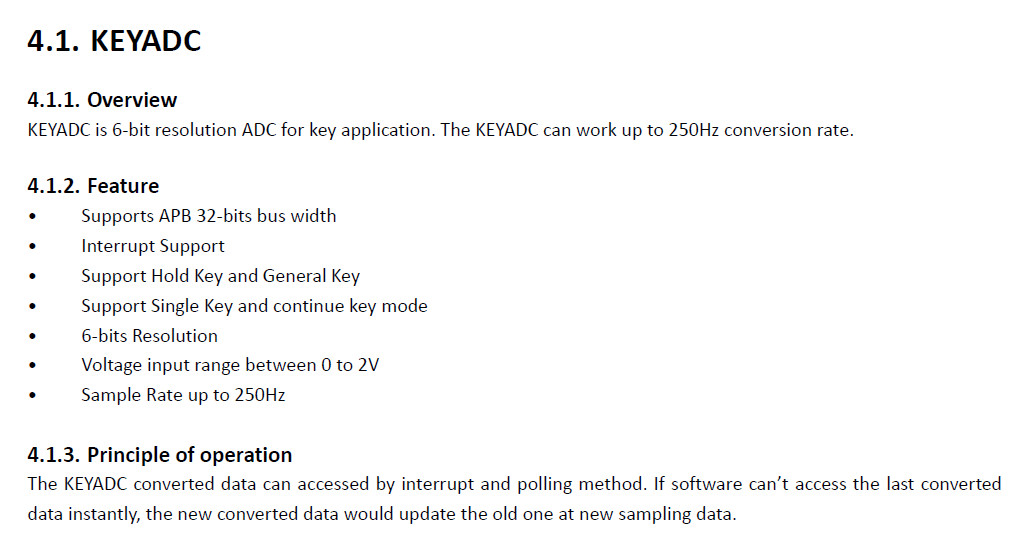 4.1. KEYADC
4.1.1. Overview
KEYADC is 6-bit resolution ADC for key application. The KEYADC can work up to 250Hz conversion rate.
4.1.2. Feature
• Supports APB 32-bits bus width
• Interrupt Support
• Support Hold Key and General Key
• Support Single Key and continue key mode
• 6-bits Resolution
• Voltage input range between 0 to 2V
• Sample Rate up to 250Hz
4.1.3. Principle of operation
The KEYADC converted data can accessed by interrupt and polling method. If software can’t access the last converted
data instantly, the new converted data would update the old one at new sampling data.